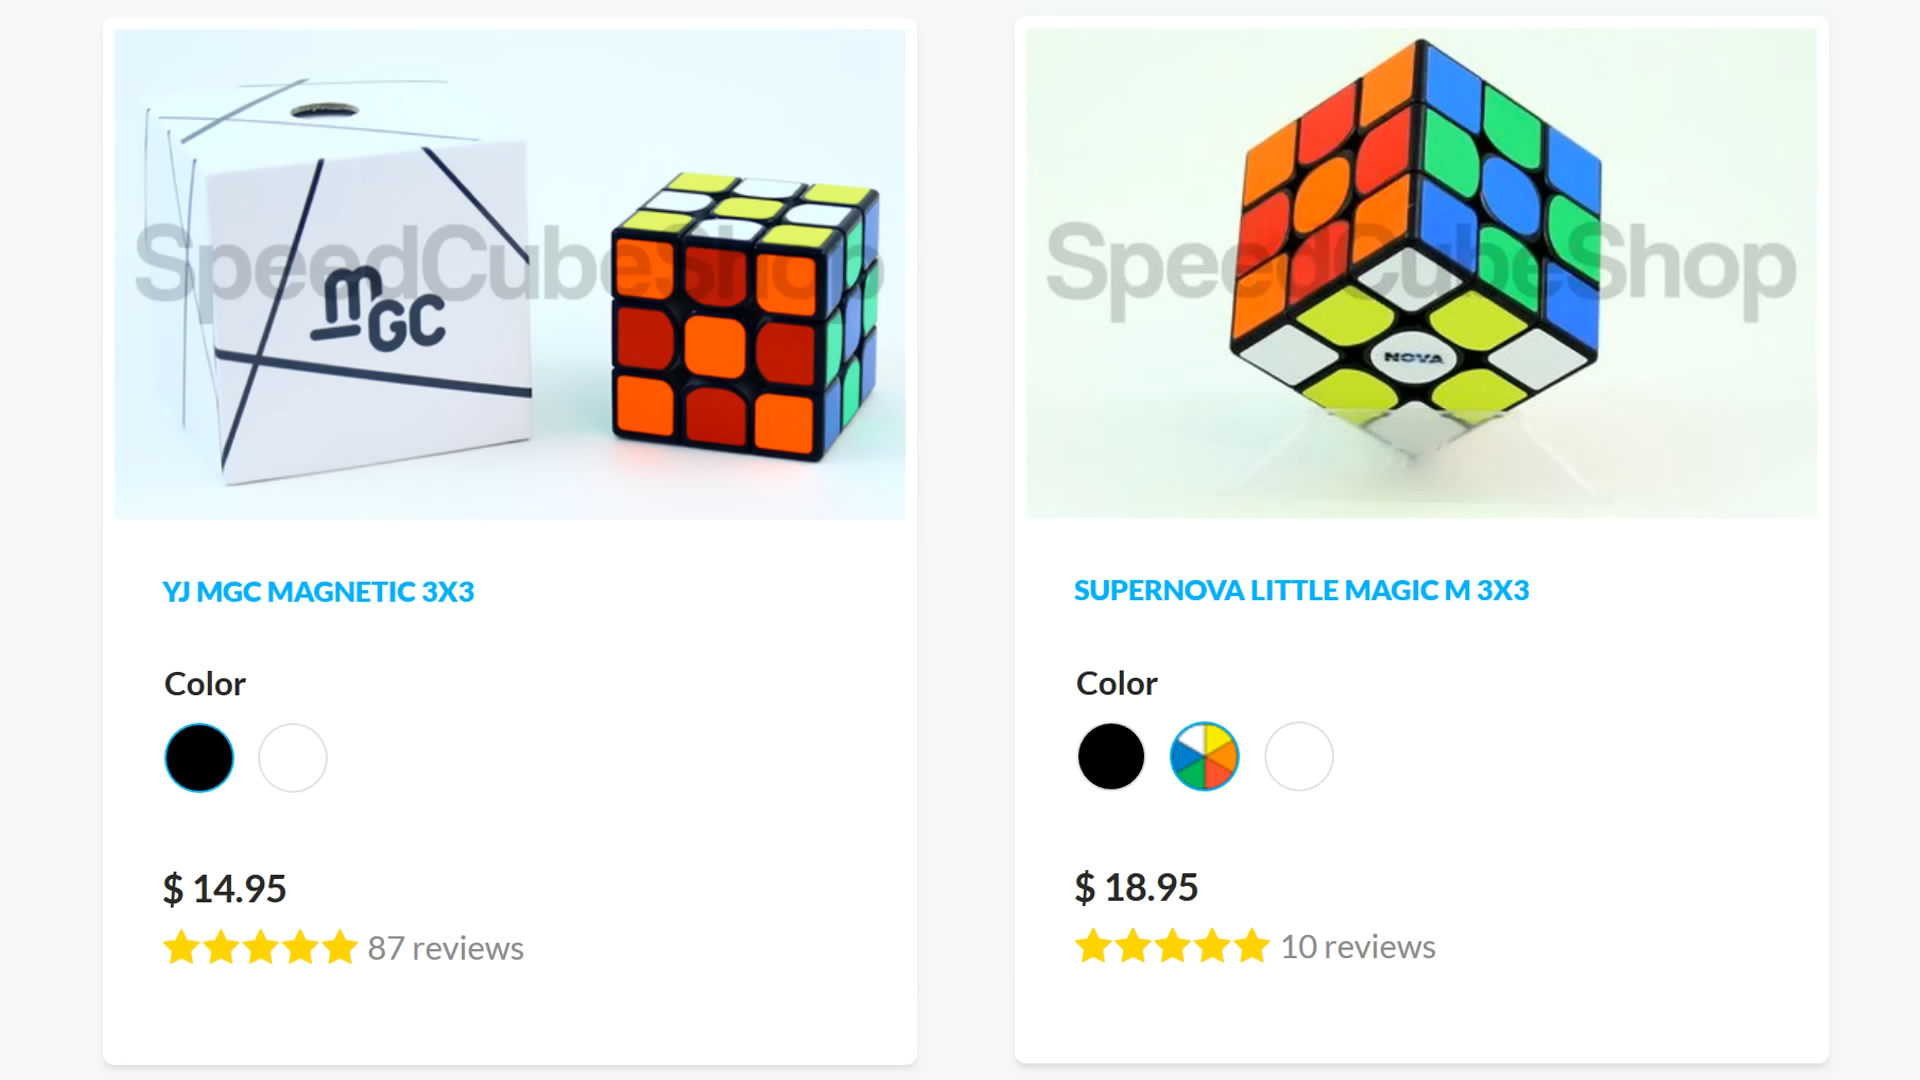 mGC
SpeedCubeShop
YJ MGC MAGNETIC 3X3
Color
$ 14.95
87 reviews
NOVA
SpeedCubeShop
SUPERNOVA LITTLE MAGIC M 3X3
Color
$ 18.95
10 reviews